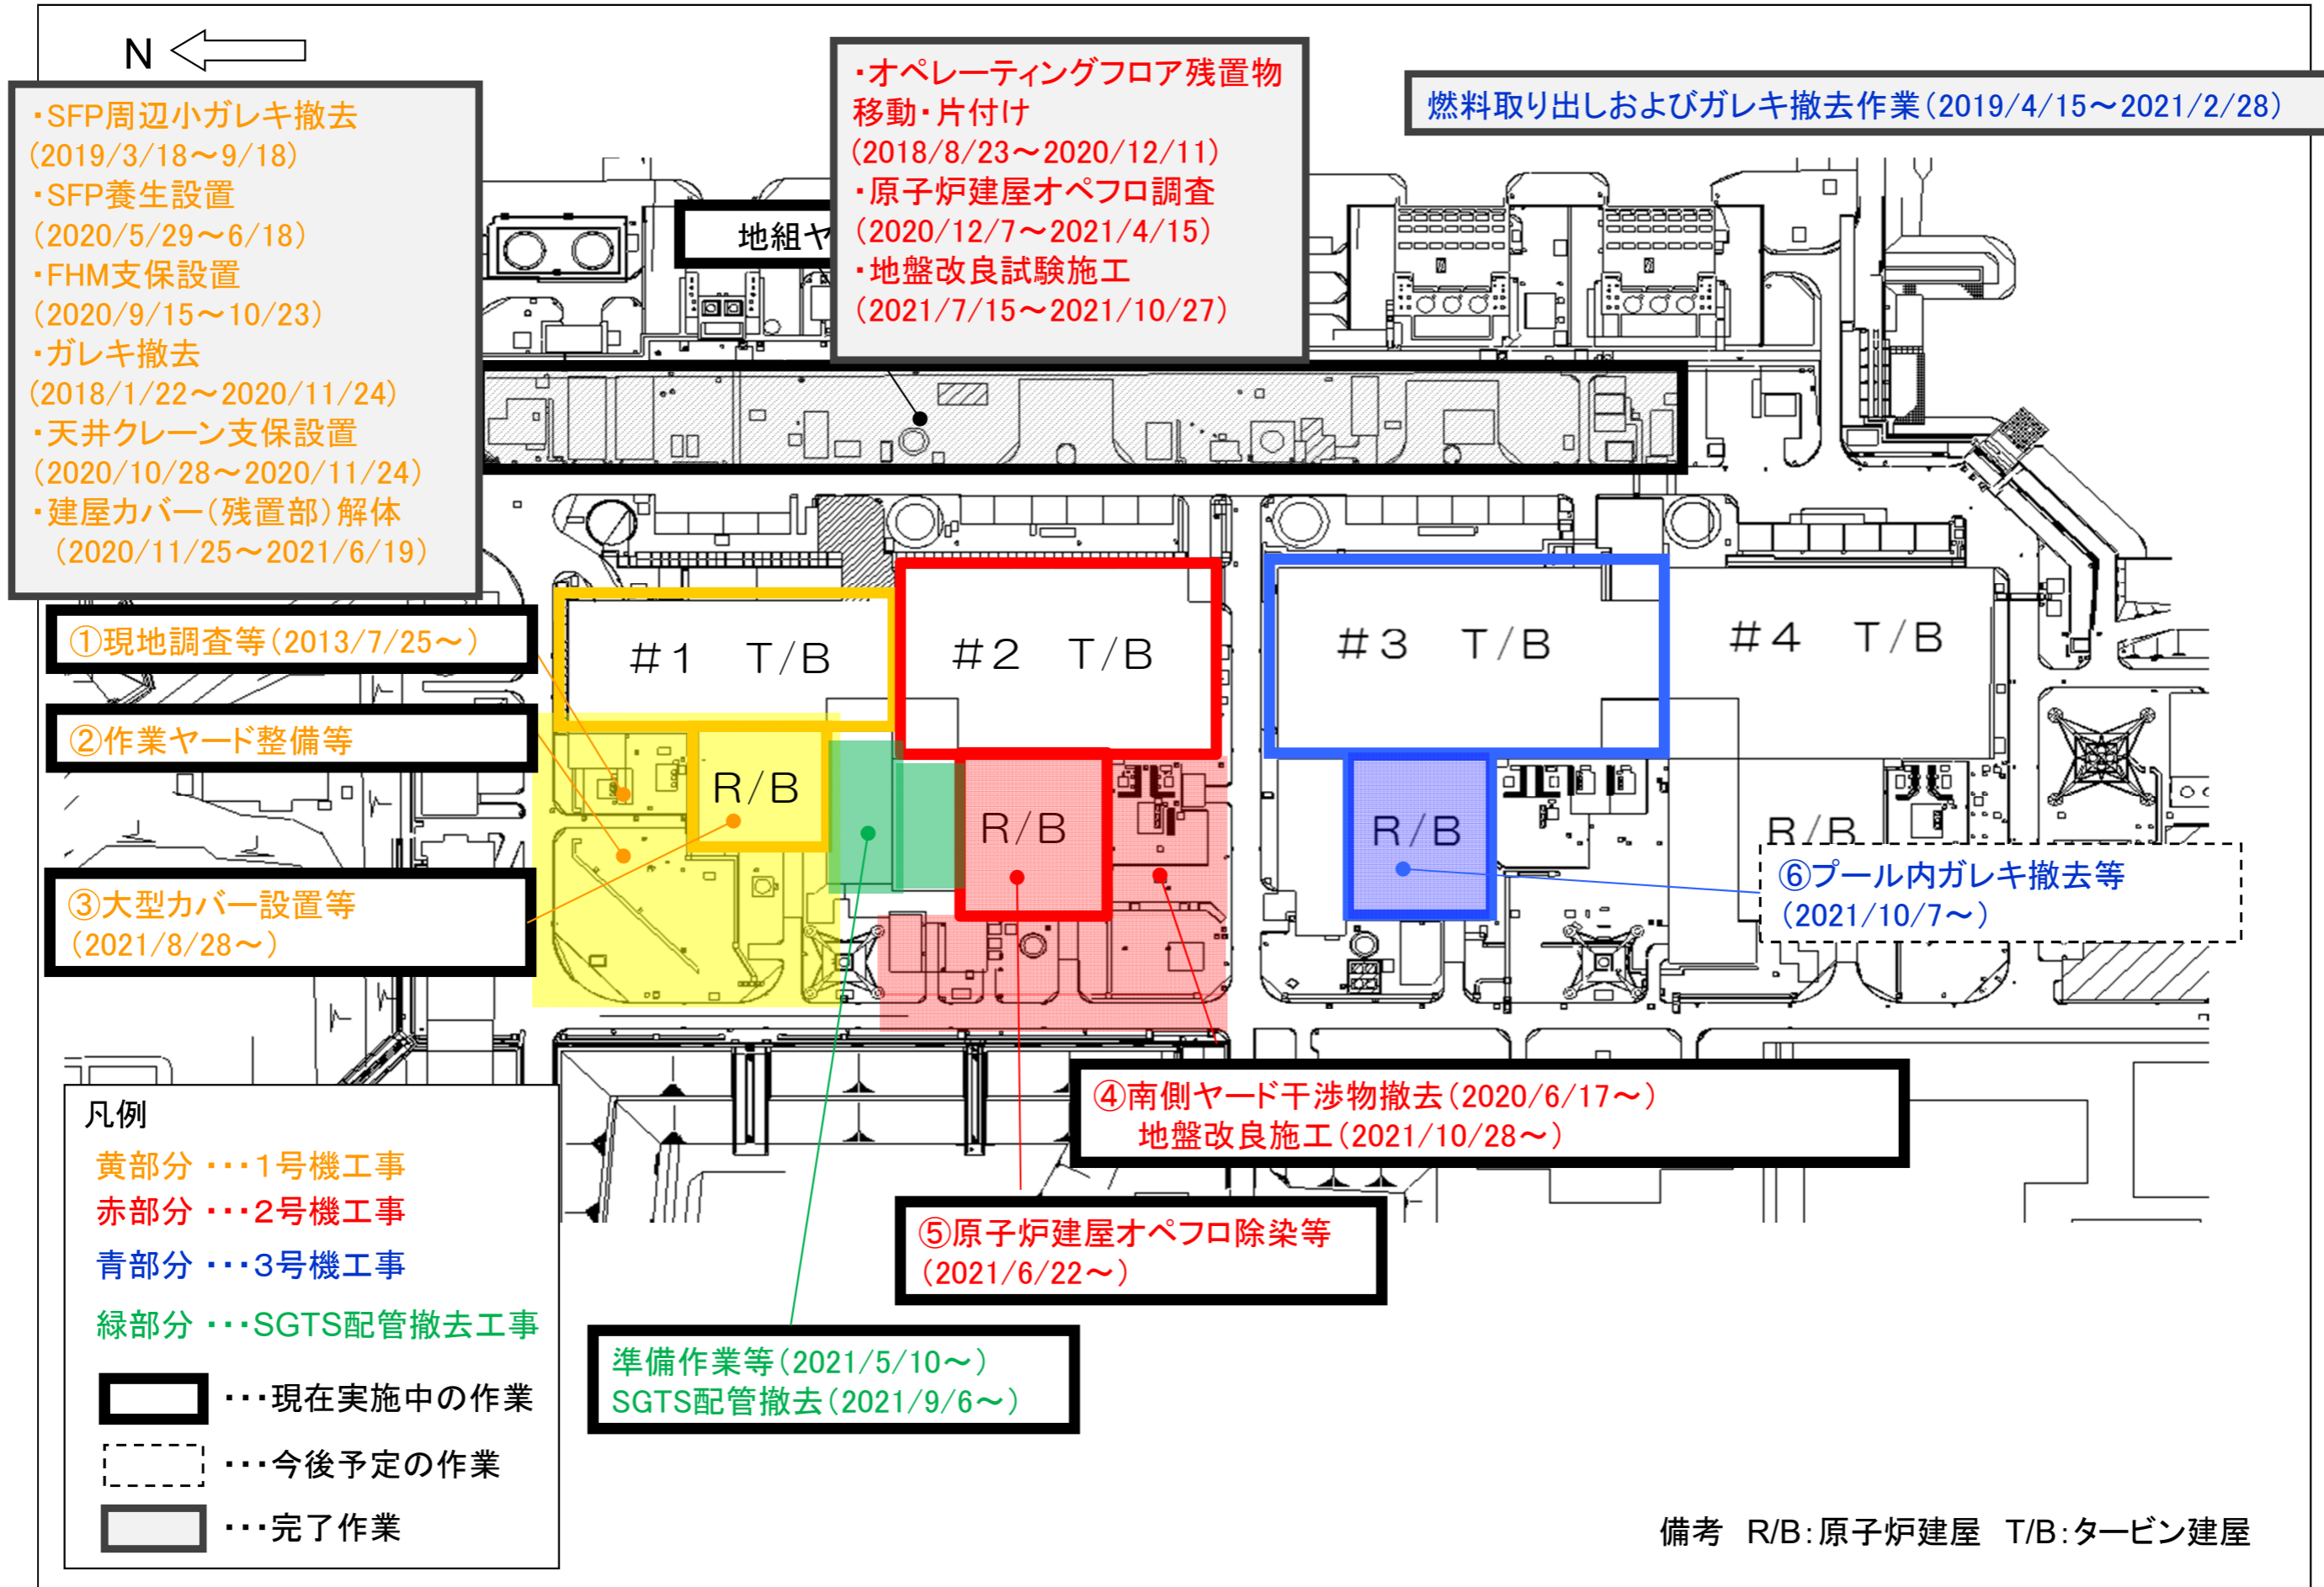 N
・SFP周辺小ガレキ撤去
(2019/3/18～9/18)
・SFP養生設置
(2020/5/29～6/18)
・FHM支保設置
(2020/9/15～10/23)
・ガレキ撤去
(2018/1/22～2020/11/24)
・天井クレーン支保設置
(2020/10/28～2020/11/24)
・建屋カバー(残置部)解体
(2020/11/25～2021/6/19)
・オペレーティングフロア残置物
移動・片付け
(2018/8/23～2020/12/11)
・原子炉建屋オペフロ調査
(2020/12/7～2021/4/15)
・地盤改良試験施工
(2021/7/15～2021/10/27)
燃料取り出しおよびガレキ撤去作業(2019/4/15～2021/2/28)
地組ヤ
①現地調査等(2013/7/25～)
②作業ヤード整備等
③大型カバー設置等
(2021/8/28～)
#1 T/B
#2 T/B
#3 T/B
#4 T/B
R/B
R/B
R/B
R/B
⑥プール内ガレキ撤去等
(2021/10/7～)
④南側ヤード干渉物撤去(2020/6/17～)
地盤改良施工(2021/10/28～)
⑤原子炉建屋オペフロ除染等
(2021/6/22～)
準備作業等(2021/5/10～)
SGTS配管撤去(2021/9/6～)
凡例
黄部分 ・・・1号機工事
赤部分 ・・・2号機工事
青部分 ・・・3号機工事
緑部分 ・・・SGTS配管撤去工事
・・・現在実施中の作業
・・・今後予定の作業
・・・完了作業
備考 R/B:原子炉建屋 T/B:タービン建屋